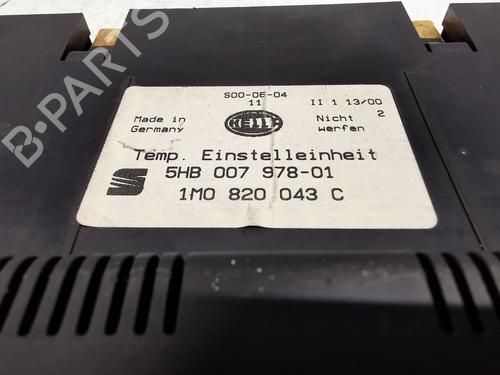 S00-06-04
11
II 1 13/00
2
Made in
Germany
HELLA
Nicht
werfen
Temp. Einstelleinheit
5HB 007 978-01
1M0 820 043 C
B-PARTS